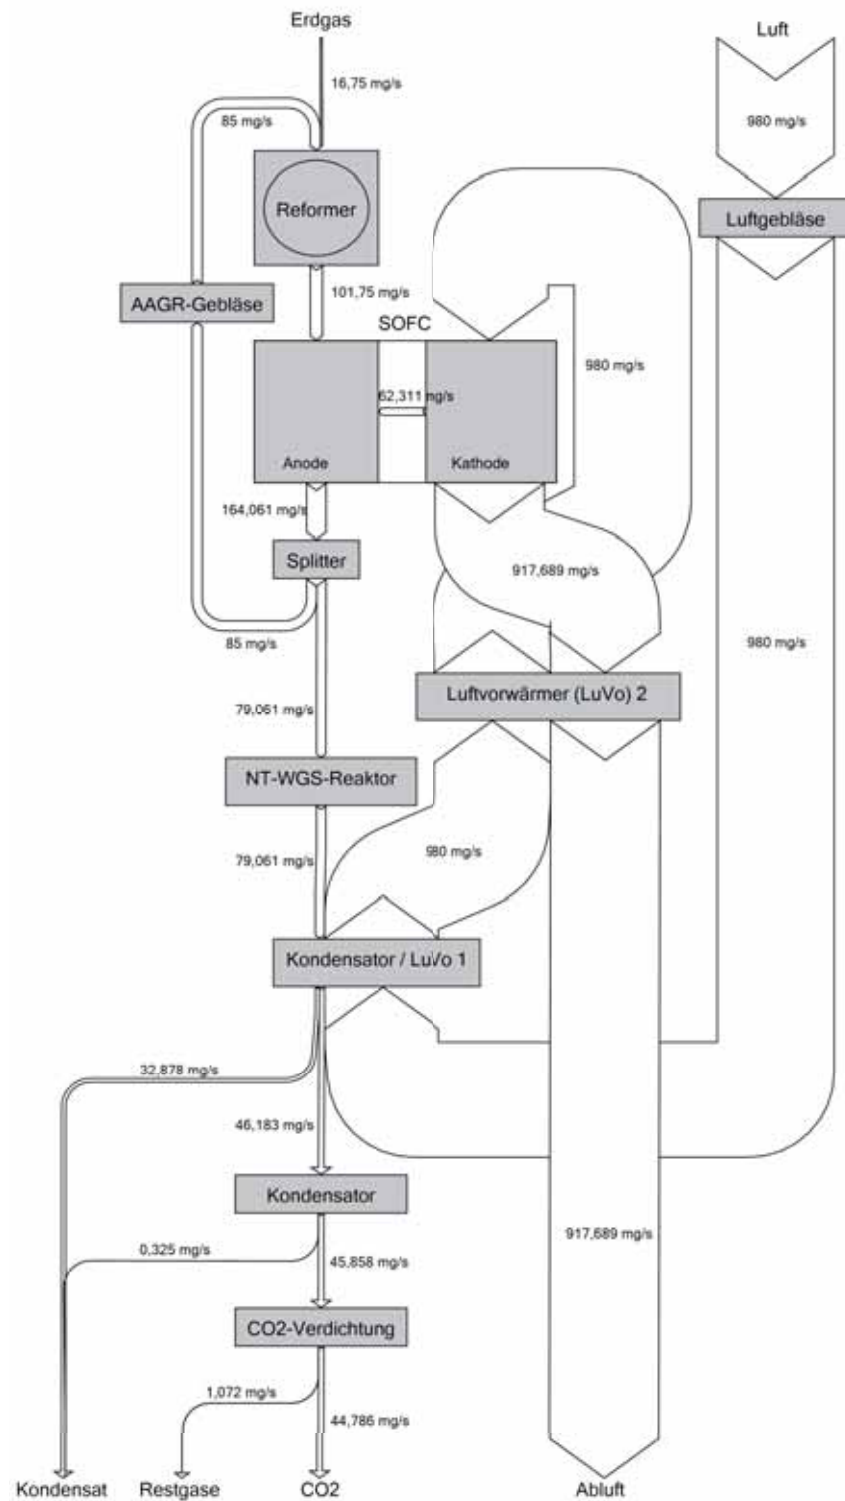 Erdgas
Luft
16,75 mg/s
85 mg/s
980 mg/s
Reformer
Luftgebläse
101,75 mg/s
AAGR-Gebläse
SOFC
980 mg/s
62,311 mg/s
Anode
Kathode
164,061 mg/s
Splitter
917,689 mg/s
85 mg/s
980 mg/s
Luftvorwärmer (LuVo) 2
79,061 mg/s
NT-WGS-Reaktor
980 mg/s
79,061 mg/s
Kondensator / LuVo 1
32,878 mg/s
46,183 mg/s
Kondensator
917,689 mg/s
0,325 mg/s
45,858 mg/s
CO2-Verdichtung
1,072 mg/s
44,786 mg/s
Kondensat
Restgase
CO2
Abluft